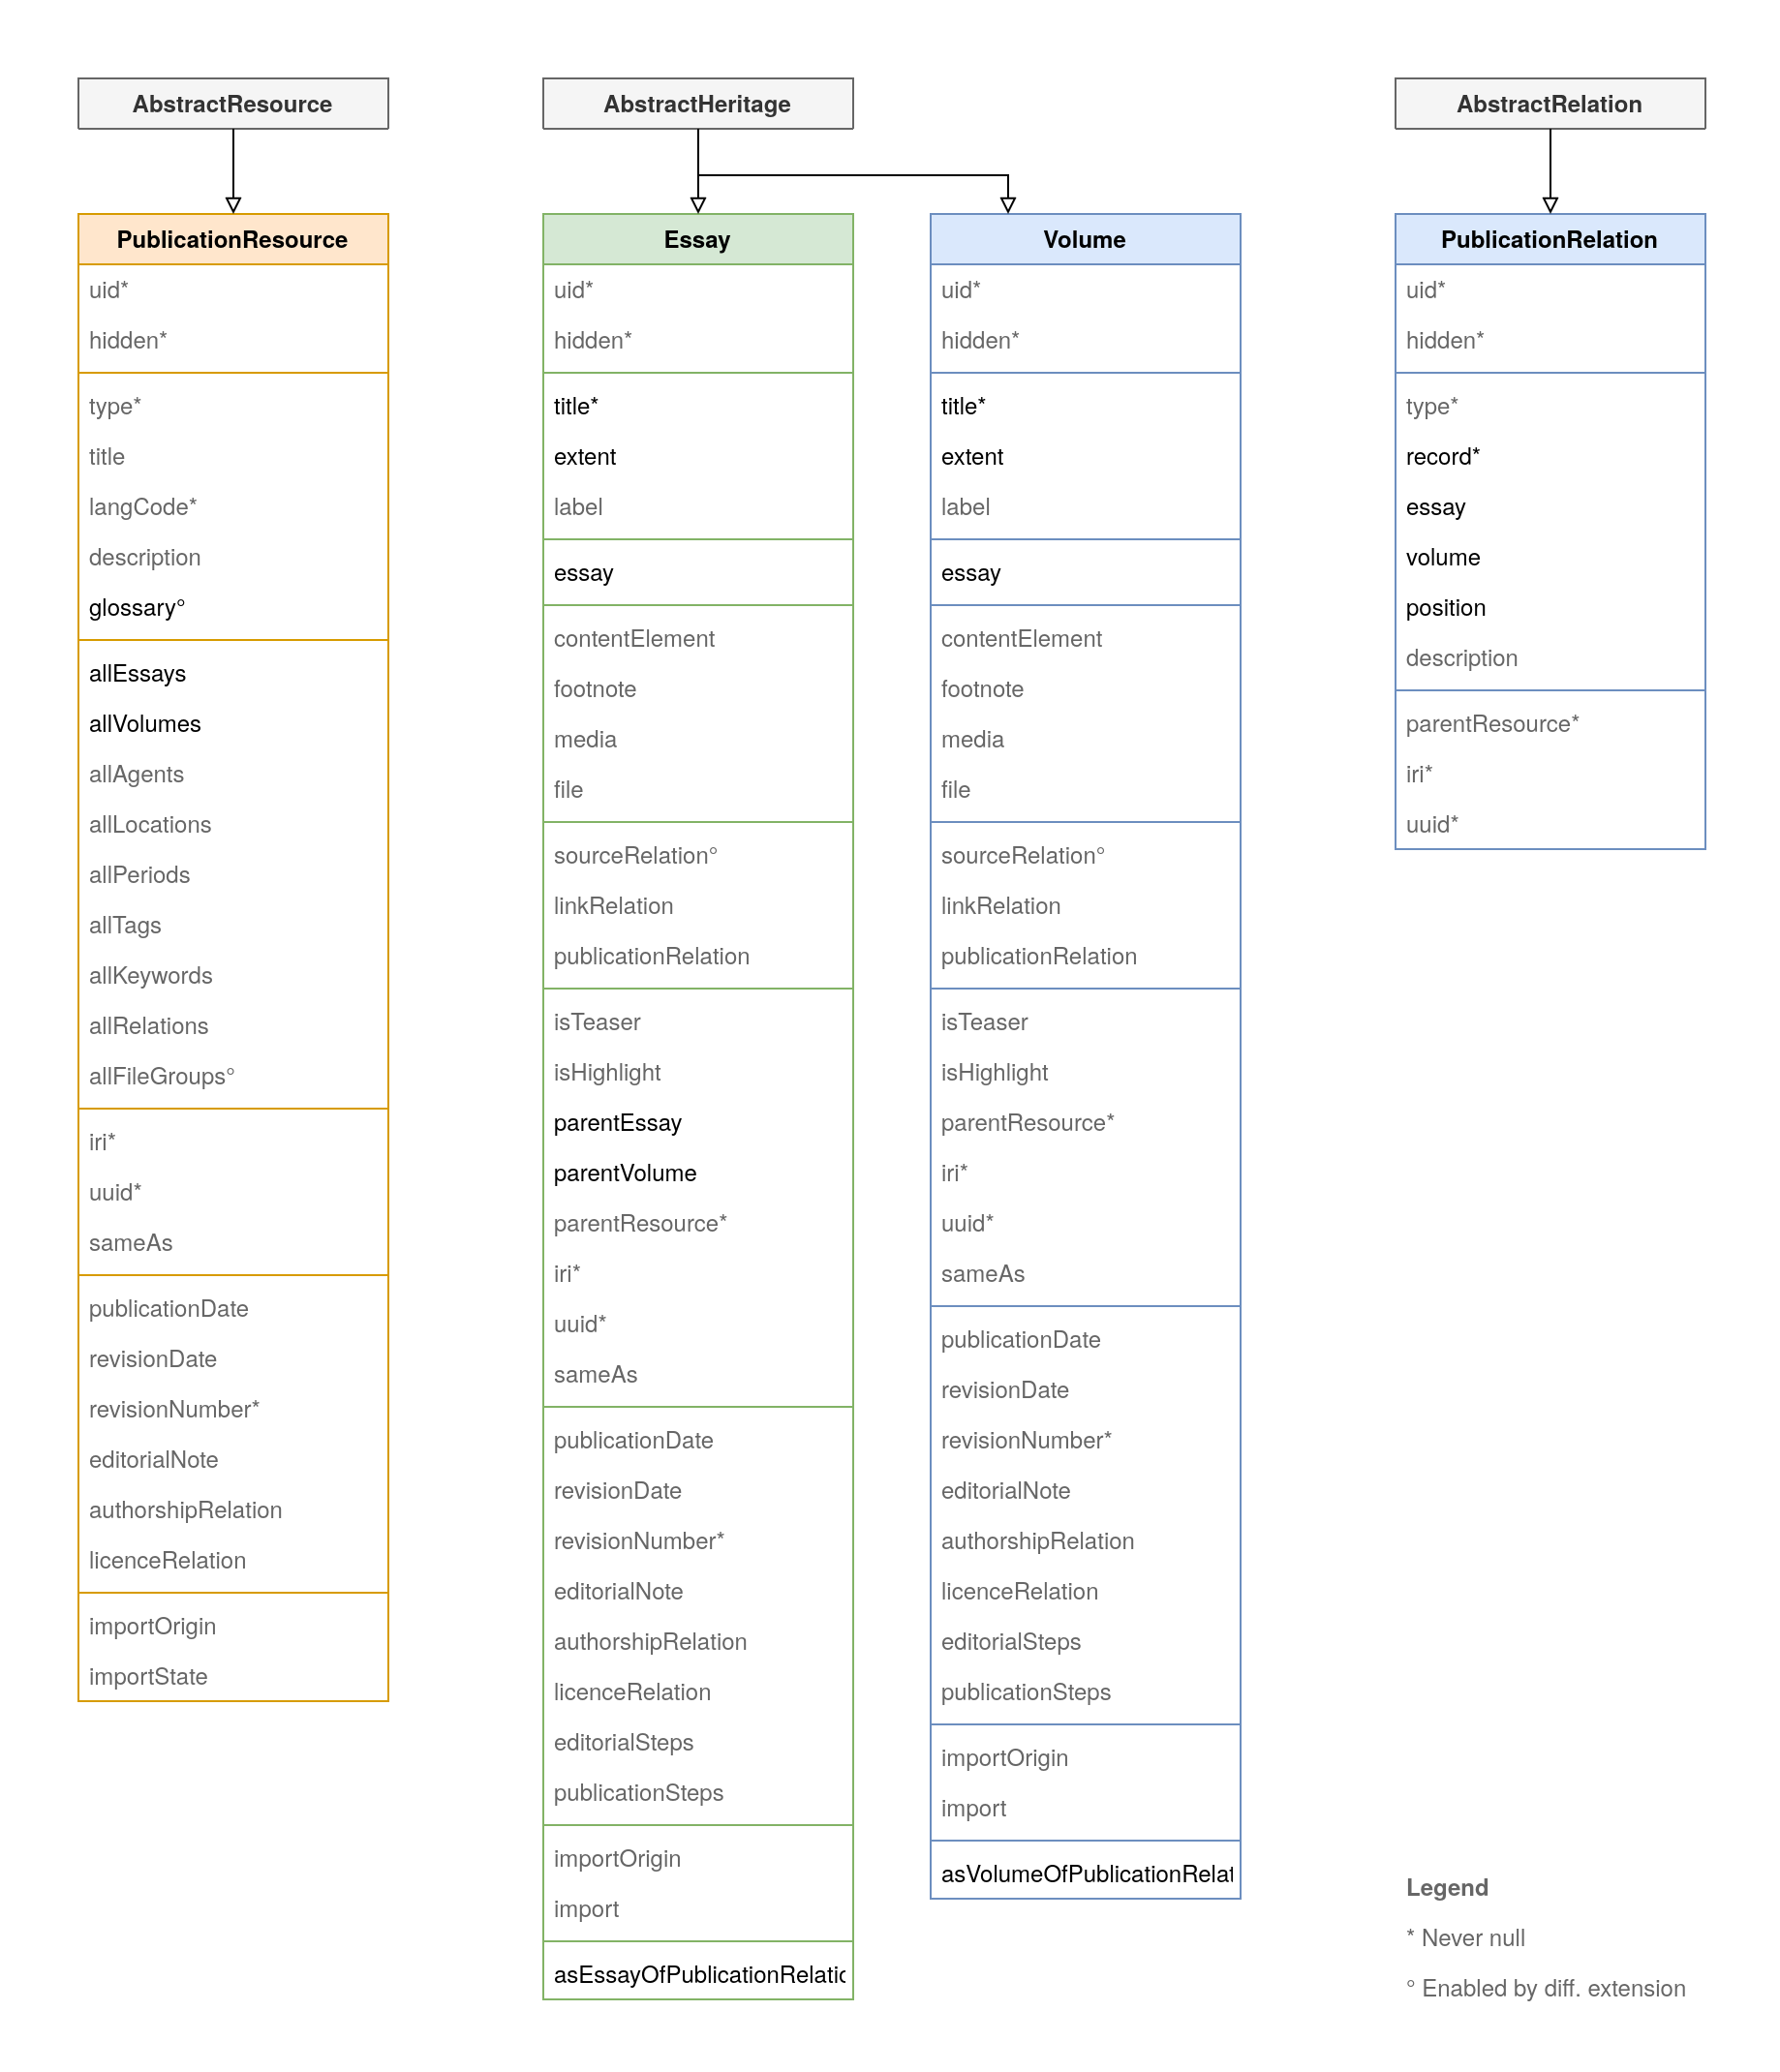 AbstractResource
PublicationResource
uid*
hidden*
type*
title
langCode*
description
glossary°
allEssays
allVolumes
allAgents
allLocations
allPeriods
allTags
allKeywords
allRelations
allFileGroups°
iri*
uuid*
sameAs
publicationDate
revisionDate
revisionNumber*
editorialNote
authorshipRelation
licenceRelation
importOrigin
importState
AbstractHeritage
Essay
uid*
hidden*
title*
extent
label
essay
contentElement
footnote
media
file
sourceRelation°
linkRelation
publicationRelation
isTeaser
isHighlight
parentEssay
parentVolume
parentResource*
iri*
uuid*
sameAs
publicationDate
revisionDate
revisionNumber*
editorialNote
authorshipRelation
licenceRelation
editorialSteps
publicationSteps
importOrigin
import
asEssayOfPublicationRelatio
Volume
uid*
hidden*
title*
extent
label
essay
contentElement
footnote
media
file
sourceRelation°
linkRelation
publicationRelation
isTeaser
isHighlight
parentResource*
iri*
uuid*
sameAs
publicationDate
revisionDate
revisionNumber*
editorialNote
authorshipRelation
licenceRelation
editorialSteps
publicationSteps
importOrigin
import
asVolumeOfPublicationRelat
AbstractRelation
PublicationRelation
uid*
hidden*
type*
record*
essay
volume
position
description
parentResource*
iri*
uuid*
Legend
* Never null
° Enabled by diff. extension